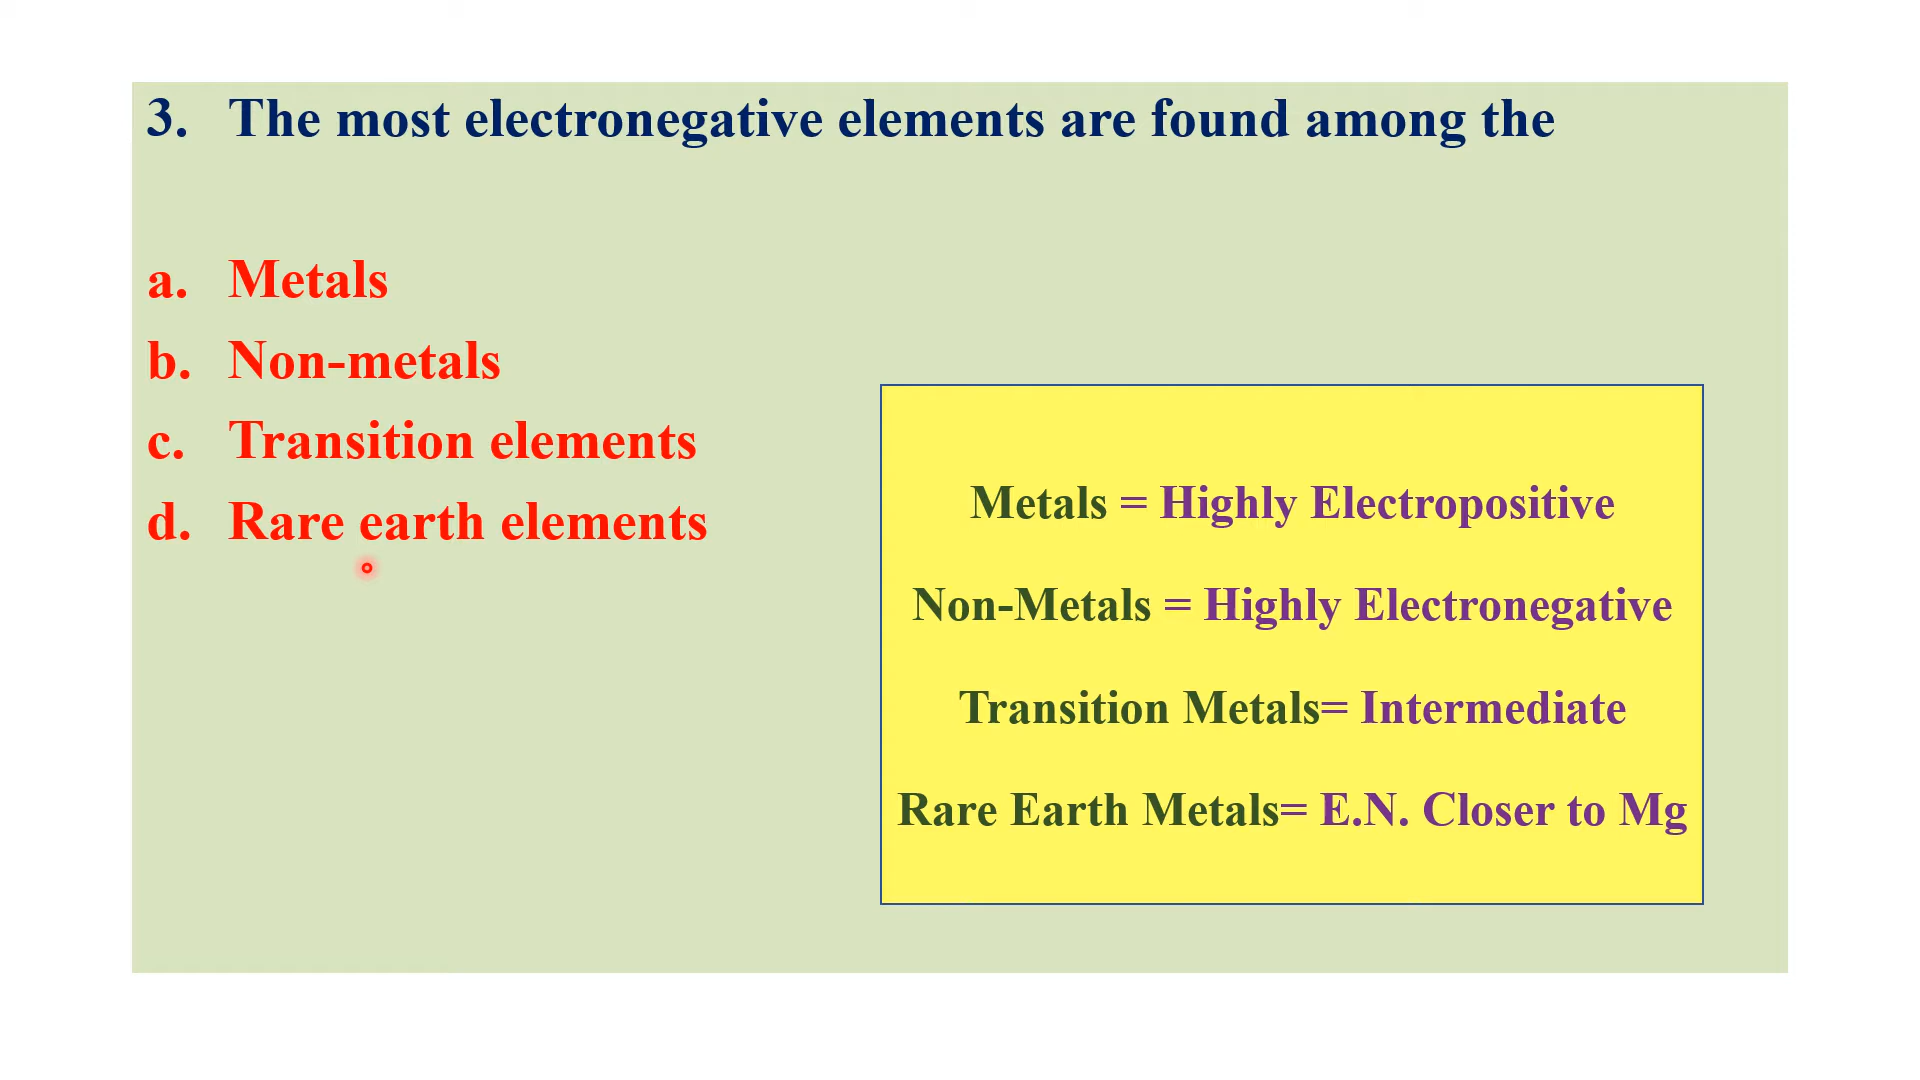 3. The most electronegative elements are found among the
a. Metals
b. Non-metals
c. Transition elements
d. Rare earth elements
Metals = Highly Electropositive
Non-Metals = Highly Electronegative
Transition Metals= Intermediate
Rare Earth Metals= E.N. Closer to Mg